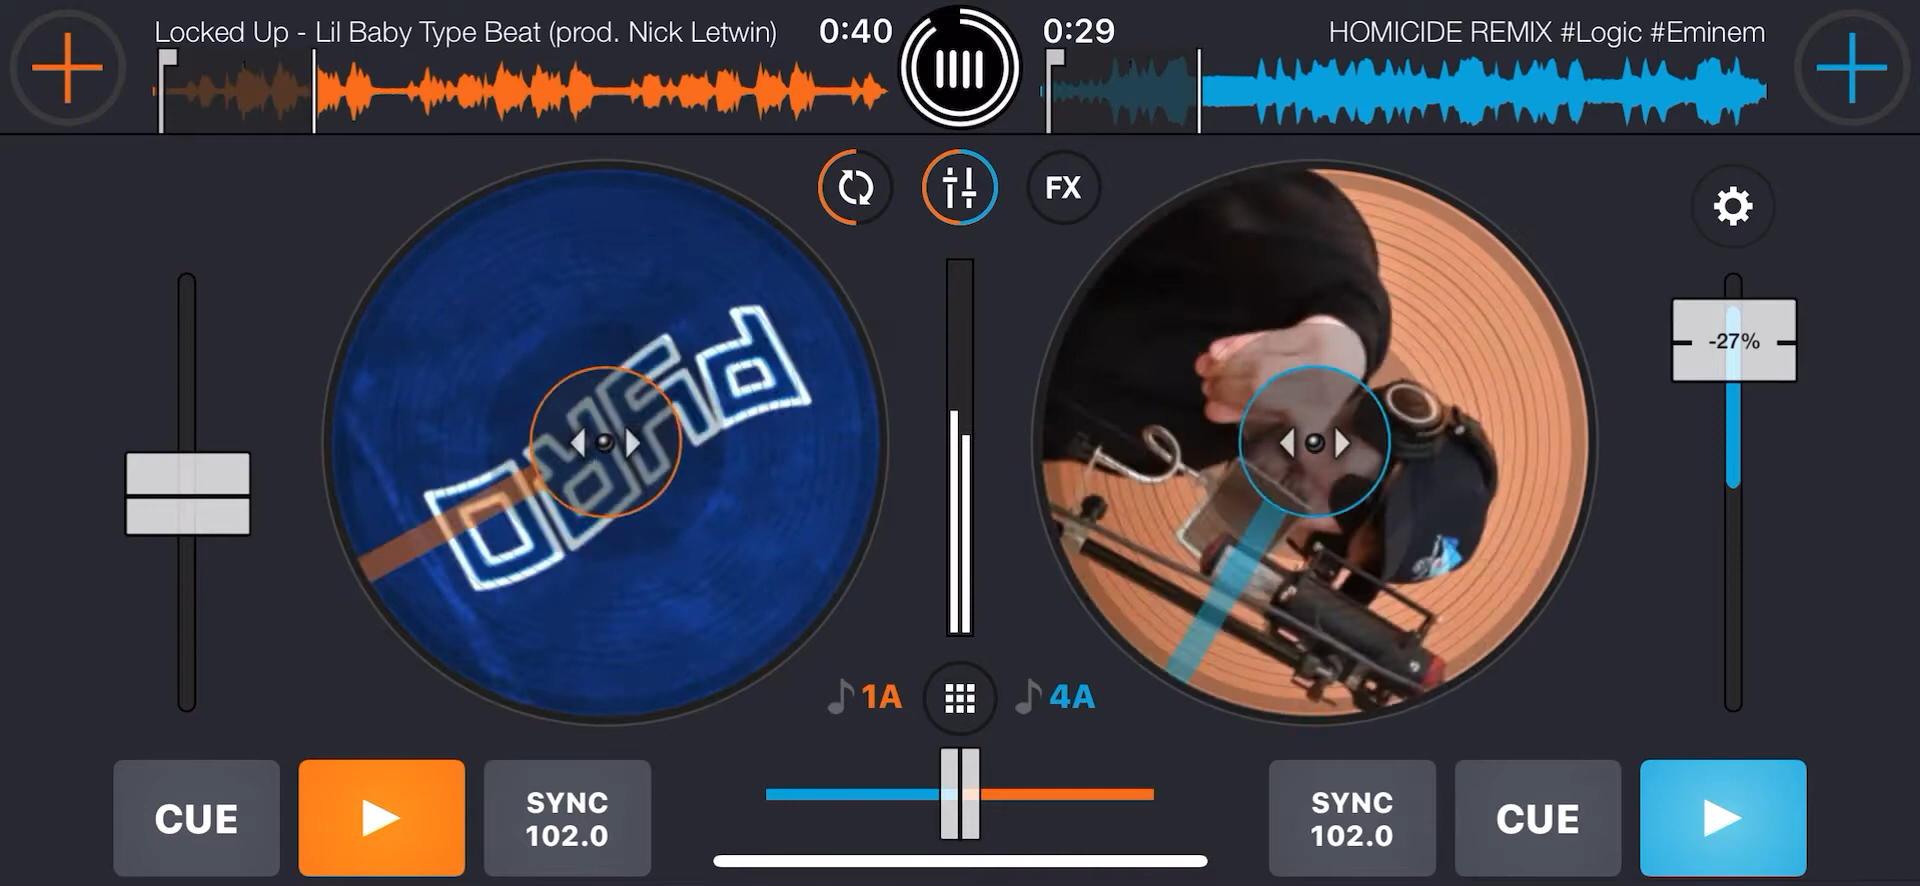 Locked Up - Lil Baby Type Beat (prod. Nick Letwin)
0:40
0:29
HOMICIDE REMIX #Logic #Eminem
FX
-27%
1A
4A
CUE
SYNC
102.0
SYNC
102.0
CUE